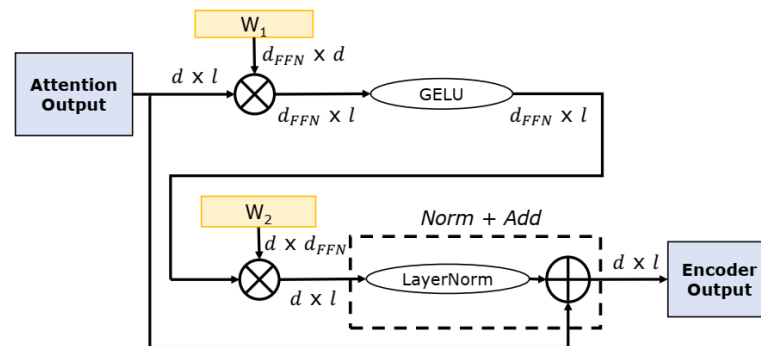 W₁
Attention
Output
d x l
d_FFN x d
d_FFN x l
GELU
d_FFN x l
W₂
d x d_FFN
d x l
Norm + Add
LayerNorm
d x l
Encoder
Output